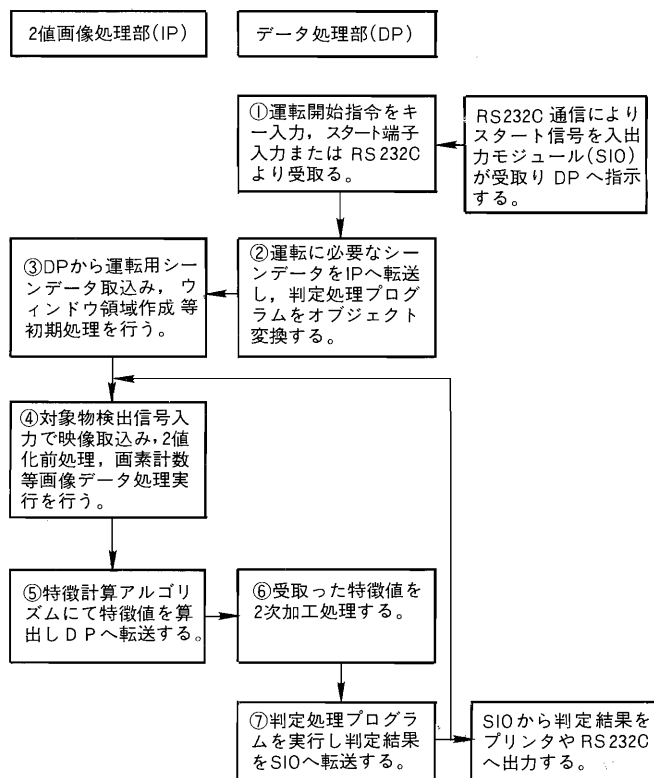 2値画像処理部(IP)
データ処理部(DP)
①運転開始指令をキ
ー入力，スタート端子
入力または RS232C
より受取る。
RS232C 通信により
スタート信号を入出
力モジュール(SIO)
が受取り DP へ指示
する。
②運転に必要なシー
ンデータをIPへ転送
し，判定処理プログ
ラムをオブジェクト
変換する。
③DPから運転用シー
ンデータ取込み，ウ
ィンドウ領域作成等
初期処理を行う。
④対象物検出信号入
力で映像取込み，2値
化前処理，画素計数
等画像データ処理実
行を行う。
⑤特徴計算アルゴリ
ズムにて特徴値を算
出しDPへ転送する。
⑥受取った特徴値を
2次加工処理する。
⑦判定処理プログラ
ムを実行し判定結果
をSIOへ転送する。
SIOから判定結果を
プリンタやRS232C
へ出力する。